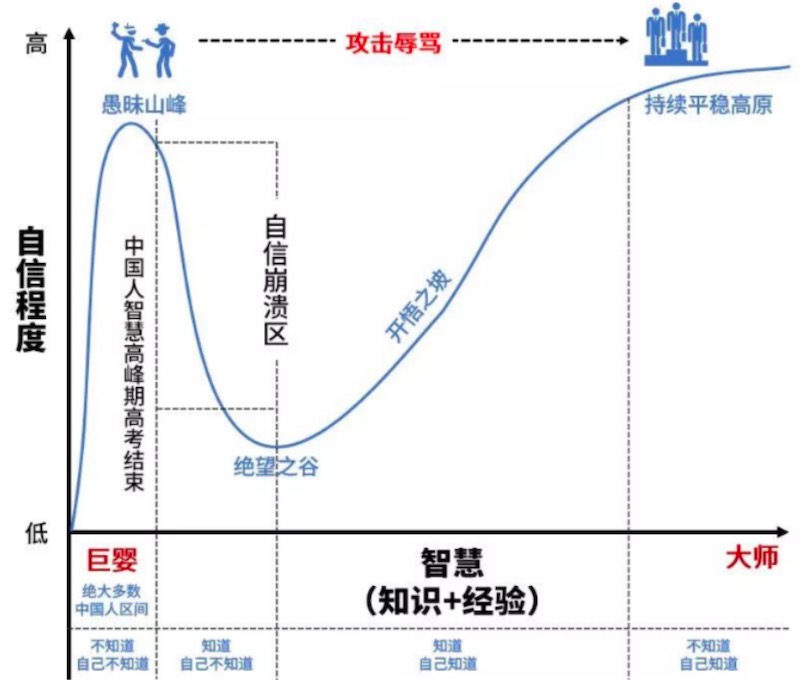 高
攻击辱骂
愚昧山峰
持续平稳高原
自信程度
中国人智慧高峰期高考结束
自信崩溃区
开悟之坡
绝望之谷
低
巨婴
绝大多数
中国人区间
智慧
（知识+经验）
大师
不知道
自己不知道
知道
自己不知道
知道
自己知道
不知道
自己知道